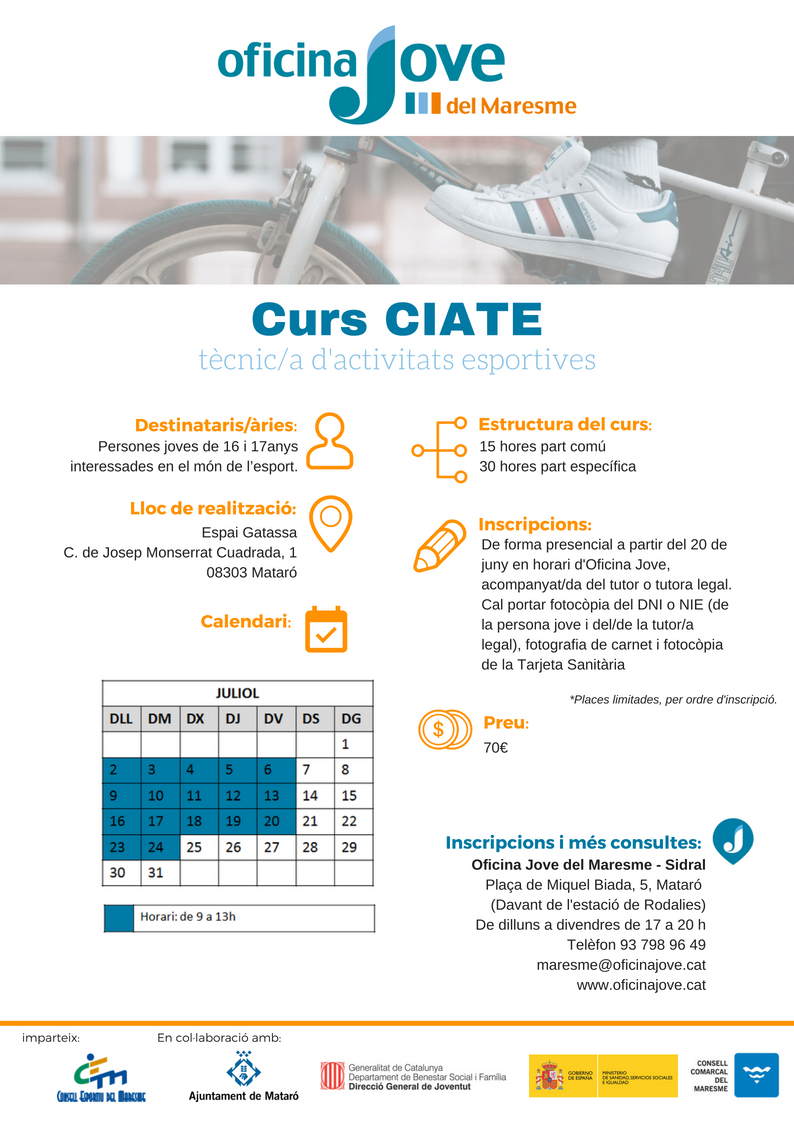 oficina Jove
del Maresme
Curs CIATE
tècnic/a d'activitats esportives
Destinataris/àries:
Persones joves de 16 i 17anys
interessades en el món de l'esport.
Lloc de realització:
Espai Gatassa
C. de Josep Monserrat Cuadrada, 1
08303 Mataró
Calendari:
JULIOL
DLL DM DX DJ DV DS DG
1
2 3 4 5 6 7 8
9 10 11 12 13 14 15
16 17 18 19 20 21 22
23 24 25 26 27 28 29
30 31
Horari: de 9 a 13h
Estructura del curs:
15 hores part comú
30 hores part específica
Inscripcions:
De forma presencial a partir del 20 de
juny en horari d'Oficina Jove,
acompanyat/da del tutor o tutora legal.
Cal portar fotocòpia del DNI o NIE (de
la persona jove i del/de la tutor/a
legal), fotografia de carnet i fotocòpia
de la Tarjeta Sanitària
*Places limitades, per ordre d'inscripció.
$
Preu:
70€
Inscripcions i més consultes:
Oficina Jove del Maresme - Sidral
Plaça de Miquel Biada, 5, Mataró
(Davant de l'estació de Rodalies)
De dilluns a divendres de 17 a 20 h
Telèfon 93 798 96 49
maresme@oficinajove.cat
www.oficinajove.cat
imparteix:
En col·laboració amb:
CONSELL ESPORTIU DEL MARESME
Ajuntament de Mataró
Generalitat de Catalunya
Departament de Benestar Social i Família
Direcció General de Joventut
GOBIERNO
DE ESPAÑA
MINISTERIO
DE SANIDAD, SERVICIOS SOCIALES
E IGUALDAD
CONSELL
COMARCAL
DEL
MARESME